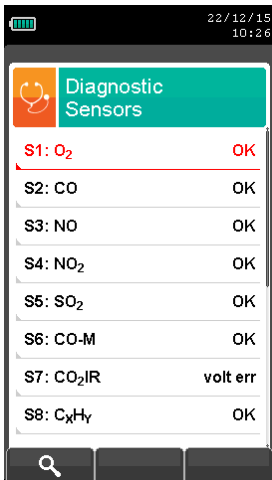 22/12/15
10:26
Diagnostic
Sensors
S1: O₂ OK
S2: CO OK
S3: NO OK
S4: NO₂ OK
S5: SO₂ OK
S6: CO-M OK
S7: CO₂IR volt err
S8: CₓHᵧ OK